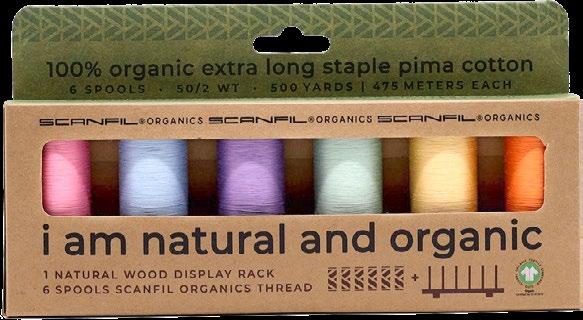 100% organic extra long staple pima cotton
6 SPOOLS · 50/2 WT · 500 YARDS | 475 METERS EACH
SCANFIL®ORGANICS SCANFIL®ORGANICS SCANFIL®ORGANICS
i am natural and organic
1 NATURAL WOOD DISPLAY RACK
6 SPOOLS SCANFIL ORGANICS THREAD
+